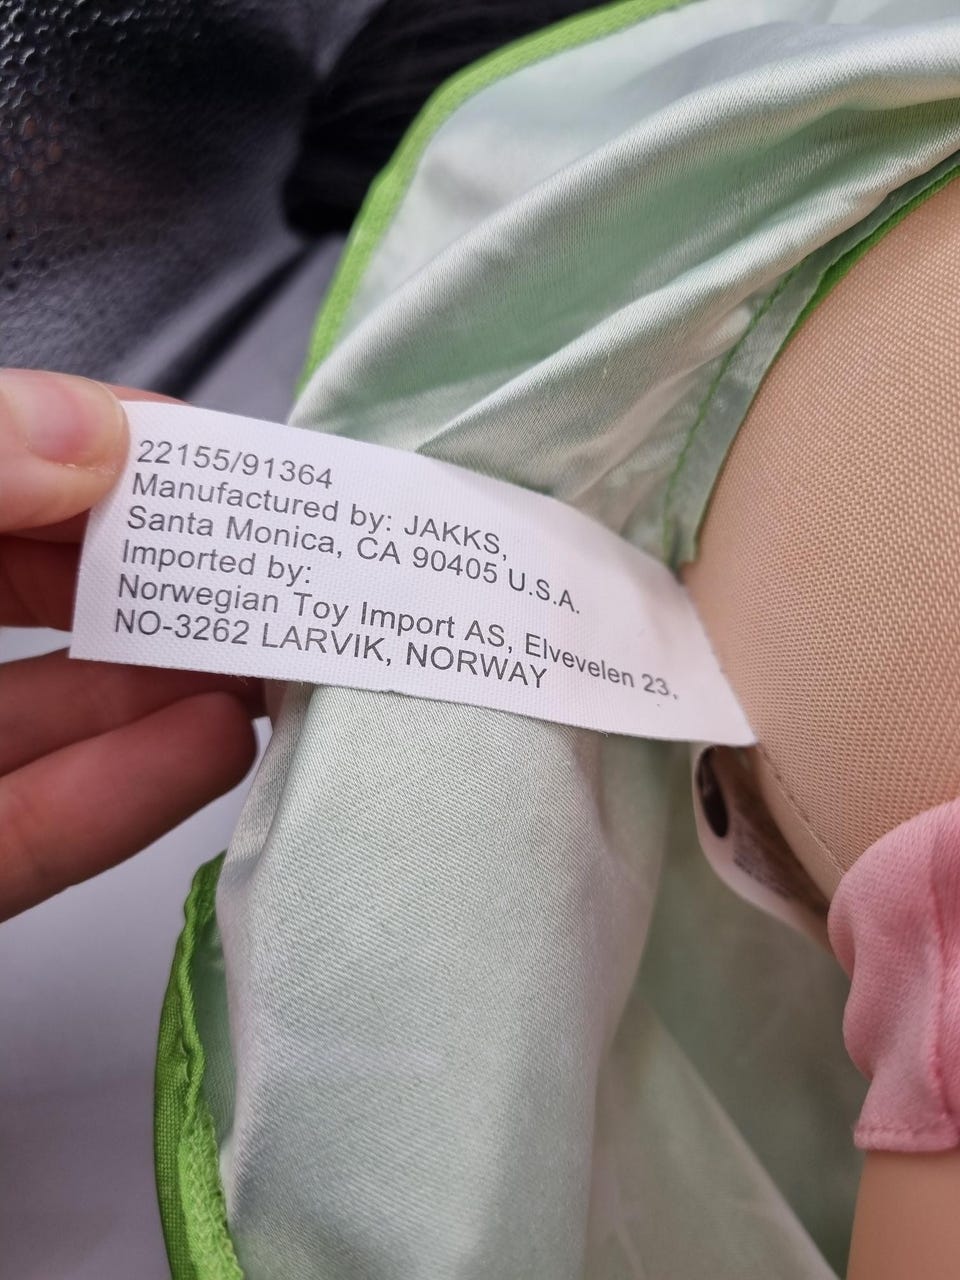 22155/91364
Manufactured by: JAKKS,
Santa Monica, CA 90405 U.S.A.
Imported by:
Norwegian Toy Import AS, Elvevelen 23,
NO-3262 LARVIK, NORWAY